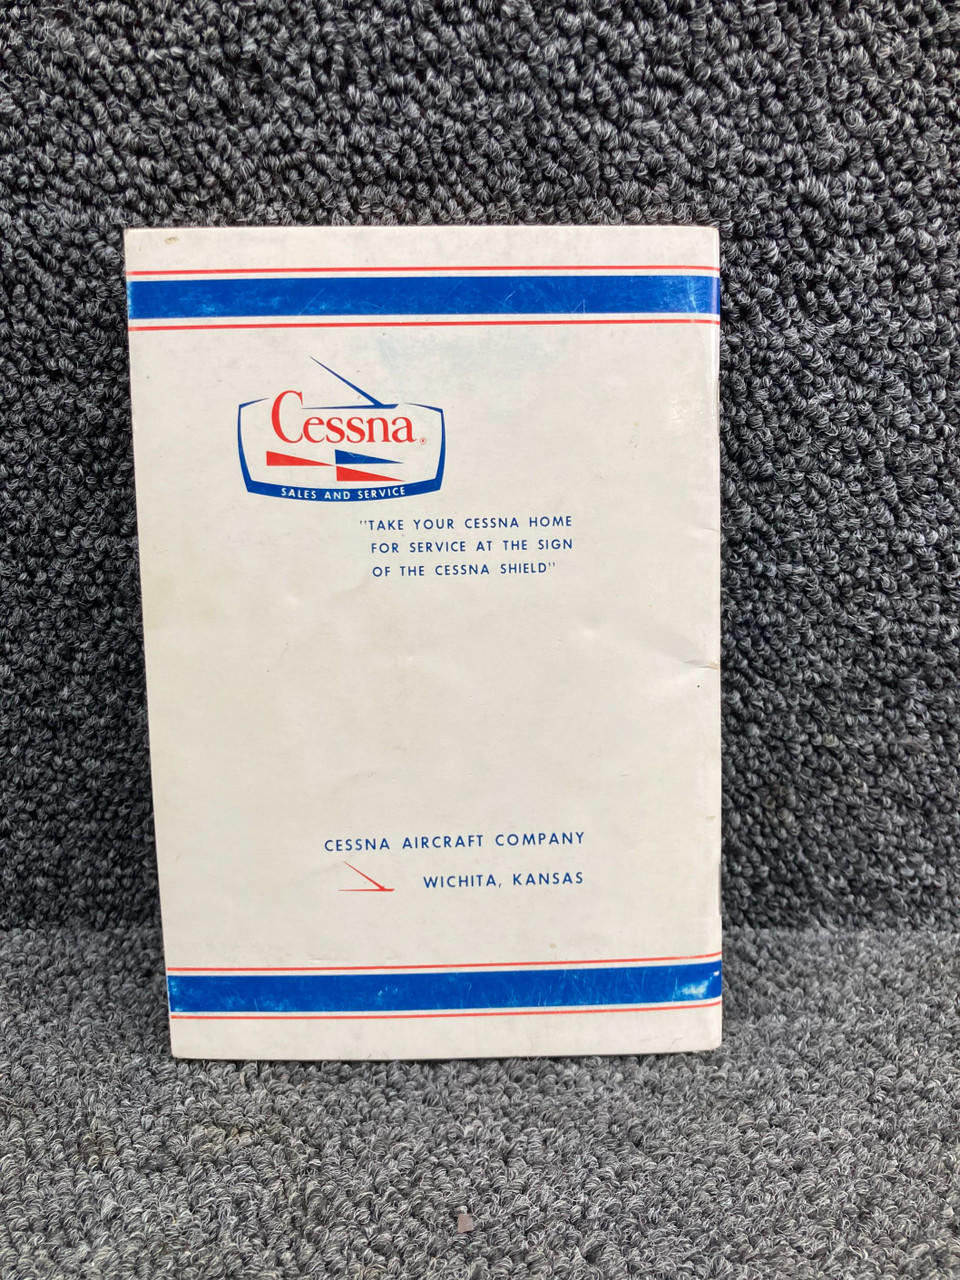 Cessna®
SALES AND SERVICE
"TAKE YOUR CESSNA HOME
FOR SERVICE AT THE SIGN
OF THE CESSNA SHIELD"
CESSNA AIRCRAFT COMPANY
WICHITA, KANSAS